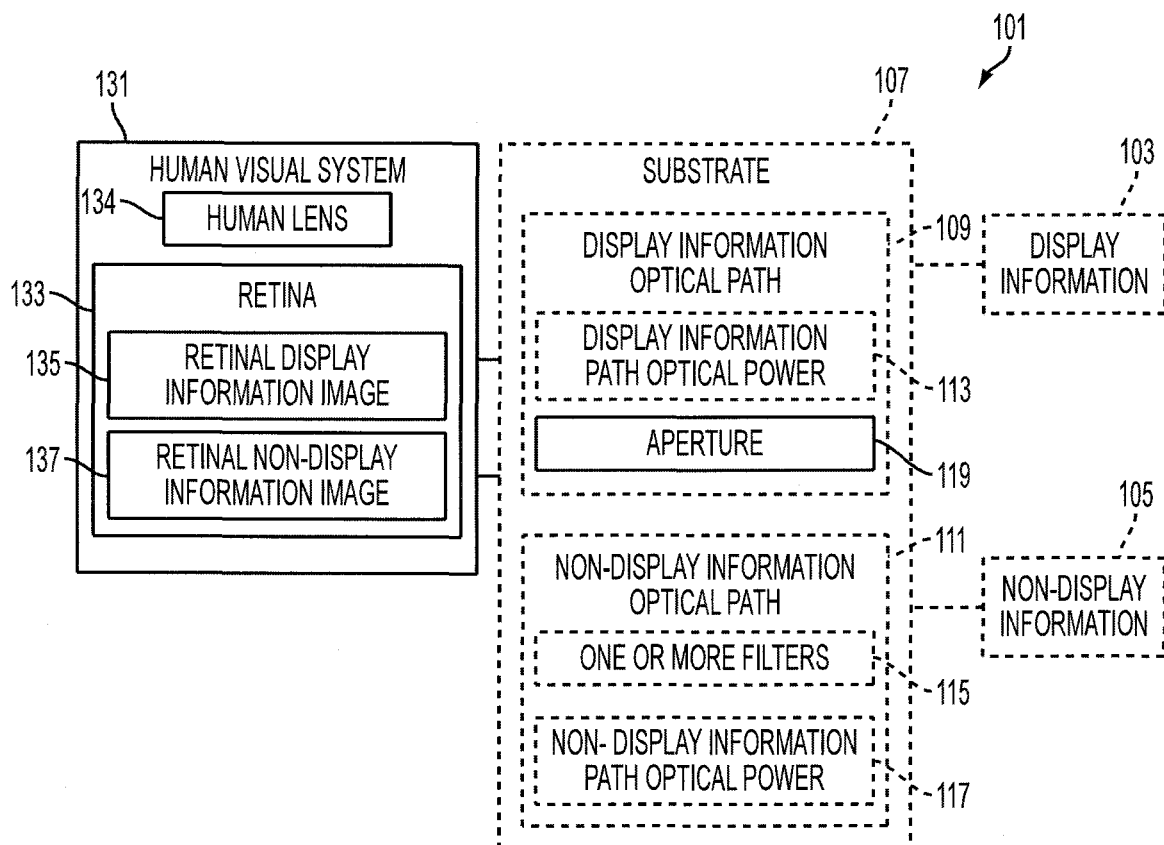 101
131
107
HUMAN VISUAL SYSTEM
134
HUMAN LENS
133
RETINA
135
RETINAL DISPLAY
INFORMATION IMAGE
137
RETINAL NON-DISPLAY
INFORMATION IMAGE
SUBSTRATE
109
DISPLAY INFORMATION
OPTICAL PATH
DISPLAY INFORMATION
PATH OPTICAL POWER
113
APERTURE
119
111
NON-DISPLAY INFORMATION
OPTICAL PATH
ONE OR MORE FILTERS
115
NON- DISPLAY INFORMATION
PATH OPTICAL POWER
117
103
DISPLAY
INFORMATION
105
NON-DISPLAY
INFORMATION